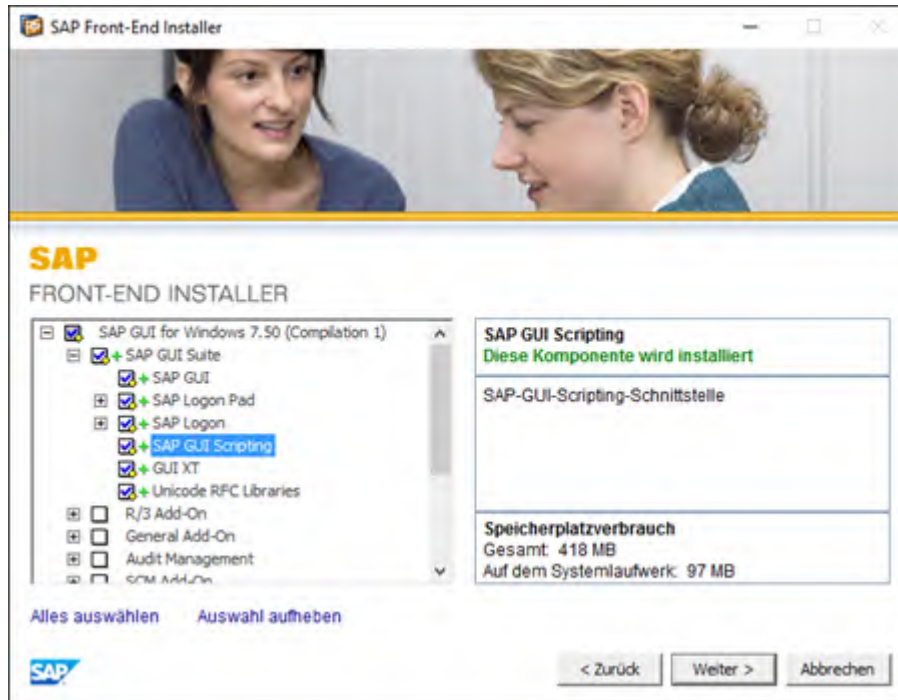 SAP Front-End Installer
SAP
FRONT-END INSTALLER
SAP GUI for Windows 7.50 (Compilation 1)
SAP GUI Suite
SAP GUI
SAP Logon Pad
SAP Logon
SAP GUI Scripting
GUI XT
Unicode RFC Libraries
R/3 Add-On
General Add-On
Audit Management
SCM Add-On
SAP GUI Scripting
Diese Komponente wird installiert
SAP-GUI-Scripting-Schnittstelle
Speicherplatzverbrauch
Gesamt: 418 MB
Auf dem Systemlaufwerk: 97 MB
Alles auswählen Auswahl aufheben
SAP < Zurück Weiter > Abbrechen